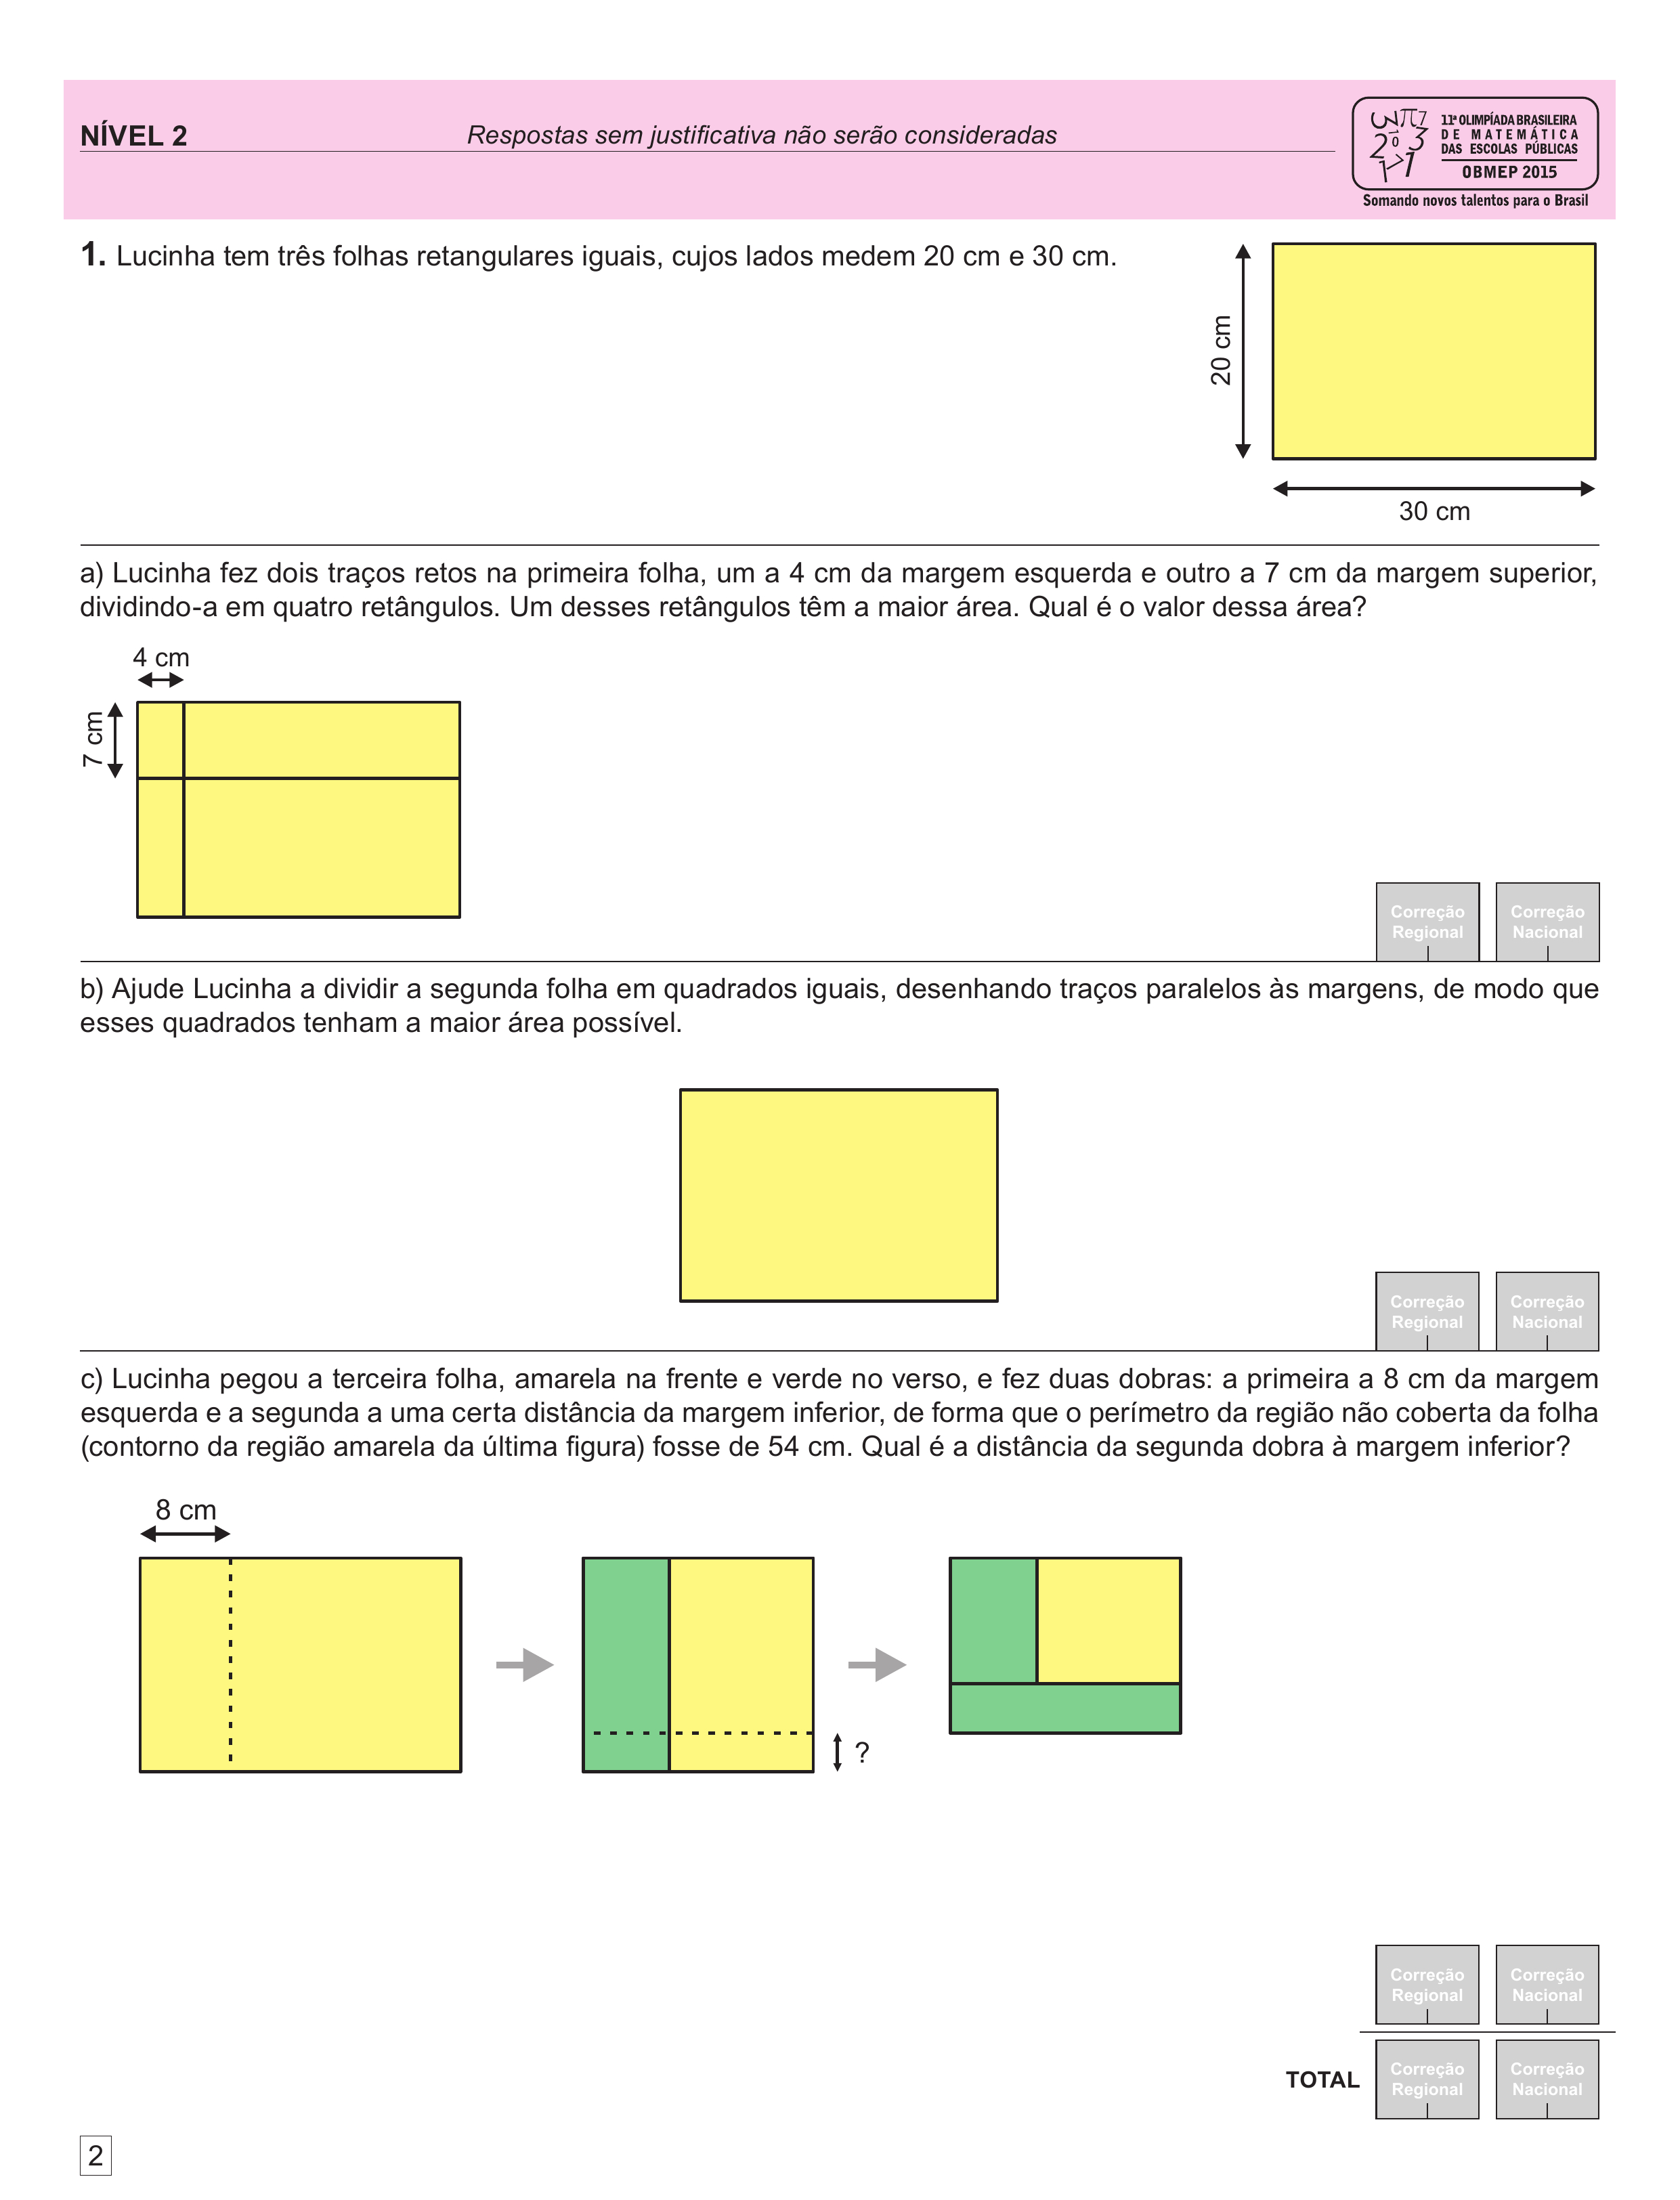 NÍVEL 2
Respostas sem justificativa não serão consideradas
11ª OLIMPÍADA BRASILEIRA
DE MATEMÁTICA
DAS ESCOLAS PÚBLICAS
OBMEP 2015
Somando novos talentos para o Brasil
1. Lucinha tem três folhas retangulares iguais, cujos lados medem 20 cm e 30 cm.
20 cm
30 cm
a) Lucinha fez dois traços retos na primeira folha, um a 4 cm da margem esquerda e outro a 7 cm da margem superior,
dividindo-a em quatro retângulos. Um desses retângulos têm a maior área. Qual é o valor dessa área?
4 cm
7 cm
Correção Regional
Correção Nacional
b) Ajude Lucinha a dividir a segunda folha em quadrados iguais, desenhando traços paralelos às margens, de modo que
esses quadrados tenham a maior área possível.
Correção Regional
Correção Nacional
c) Lucinha pegou a terceira folha, amarela na frente e verde no verso, e fez duas dobras: a primeira a 8 cm da margem
esquerda e a segunda a uma certa distância da margem inferior, de forma que o perímetro da região não coberta da folha
(contorno da região amarela da última figura) fosse de 54 cm. Qual é a distância da segunda dobra à margem inferior?
8 cm
?
Correção Regional
Correção Nacional
TOTAL
Correção Regional
Correção Nacional
2